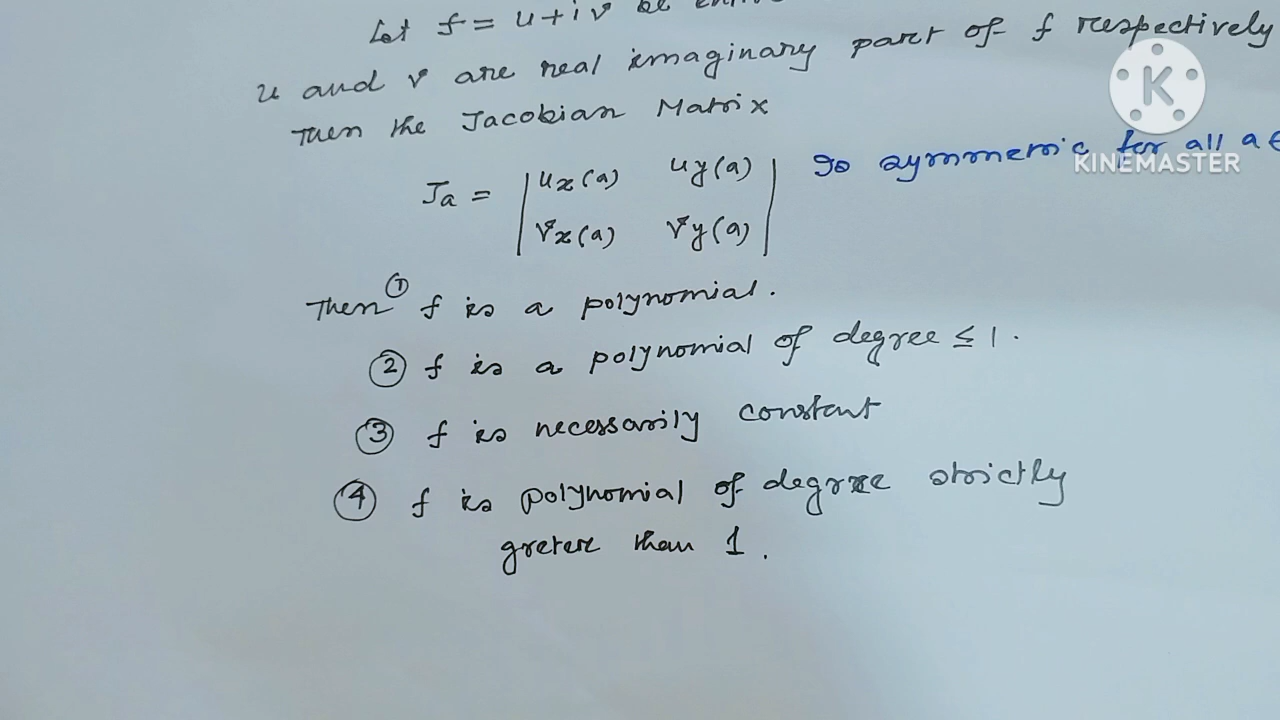 Let f = u+iv be
u and v are real imaginary part of f respectively
Then the Jacobian Matrix
Ja = | ux(a) uy(a) | Is symmetric for all a ∈
| vx(a) vy(a) |
Then ① f is a polynomial.
② f is a polynomial of degree ≤ 1.
③ f is necessarily constant
④ f is polynomial of degree strictly
greter than 1.
K
KINEMASTER